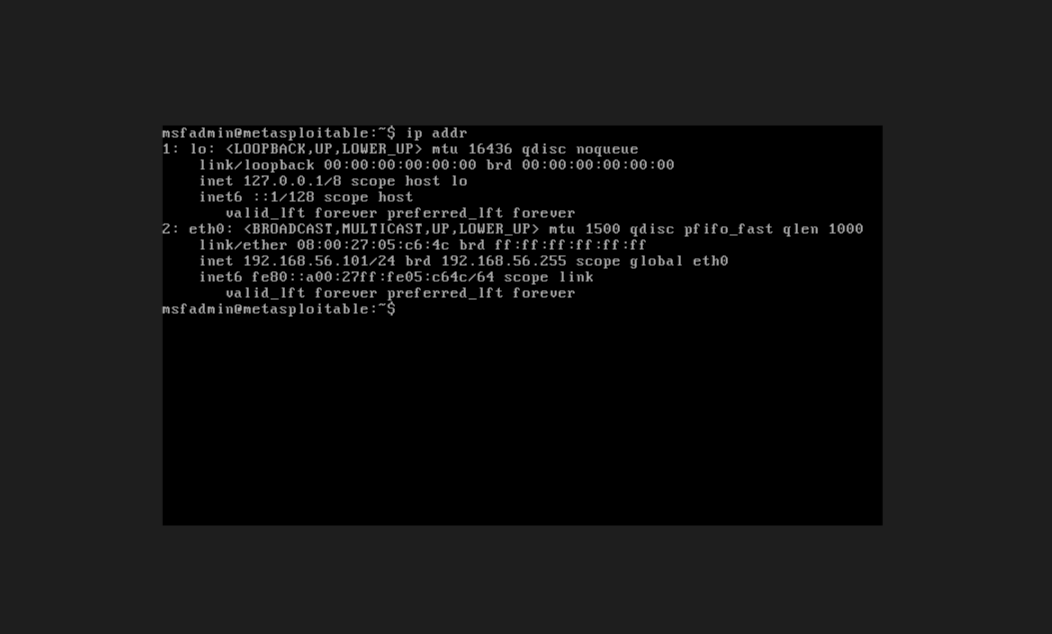 msfadmin@metasploitable:~$ ip addr
1: lo: <LOOPBACK,UP,LOWER_UP> mtu 16436 qdisc noqueue
    link/loopback 00:00:00:00:00:00 brd 00:00:00:00:00:00
    inet 127.0.0.1/8 scope host lo
    inet6 ::1/128 scope host
       valid_lft forever preferred_lft forever
2: eth0: <BROADCAST,MULTICAST,UP,LOWER_UP> mtu 1500 qdisc pfifo_fast qlen 1000
    link/ether 08:00:27:05:c6:4c brd ff:ff:ff:ff:ff:ff
    inet 192.168.56.101/24 brd 192.168.56.255 scope global eth0
    inet6 fe80::a00:27ff:fe05:c64c/64 scope link
       valid_lft forever preferred_lft forever
msfadmin@metasploitable:~$